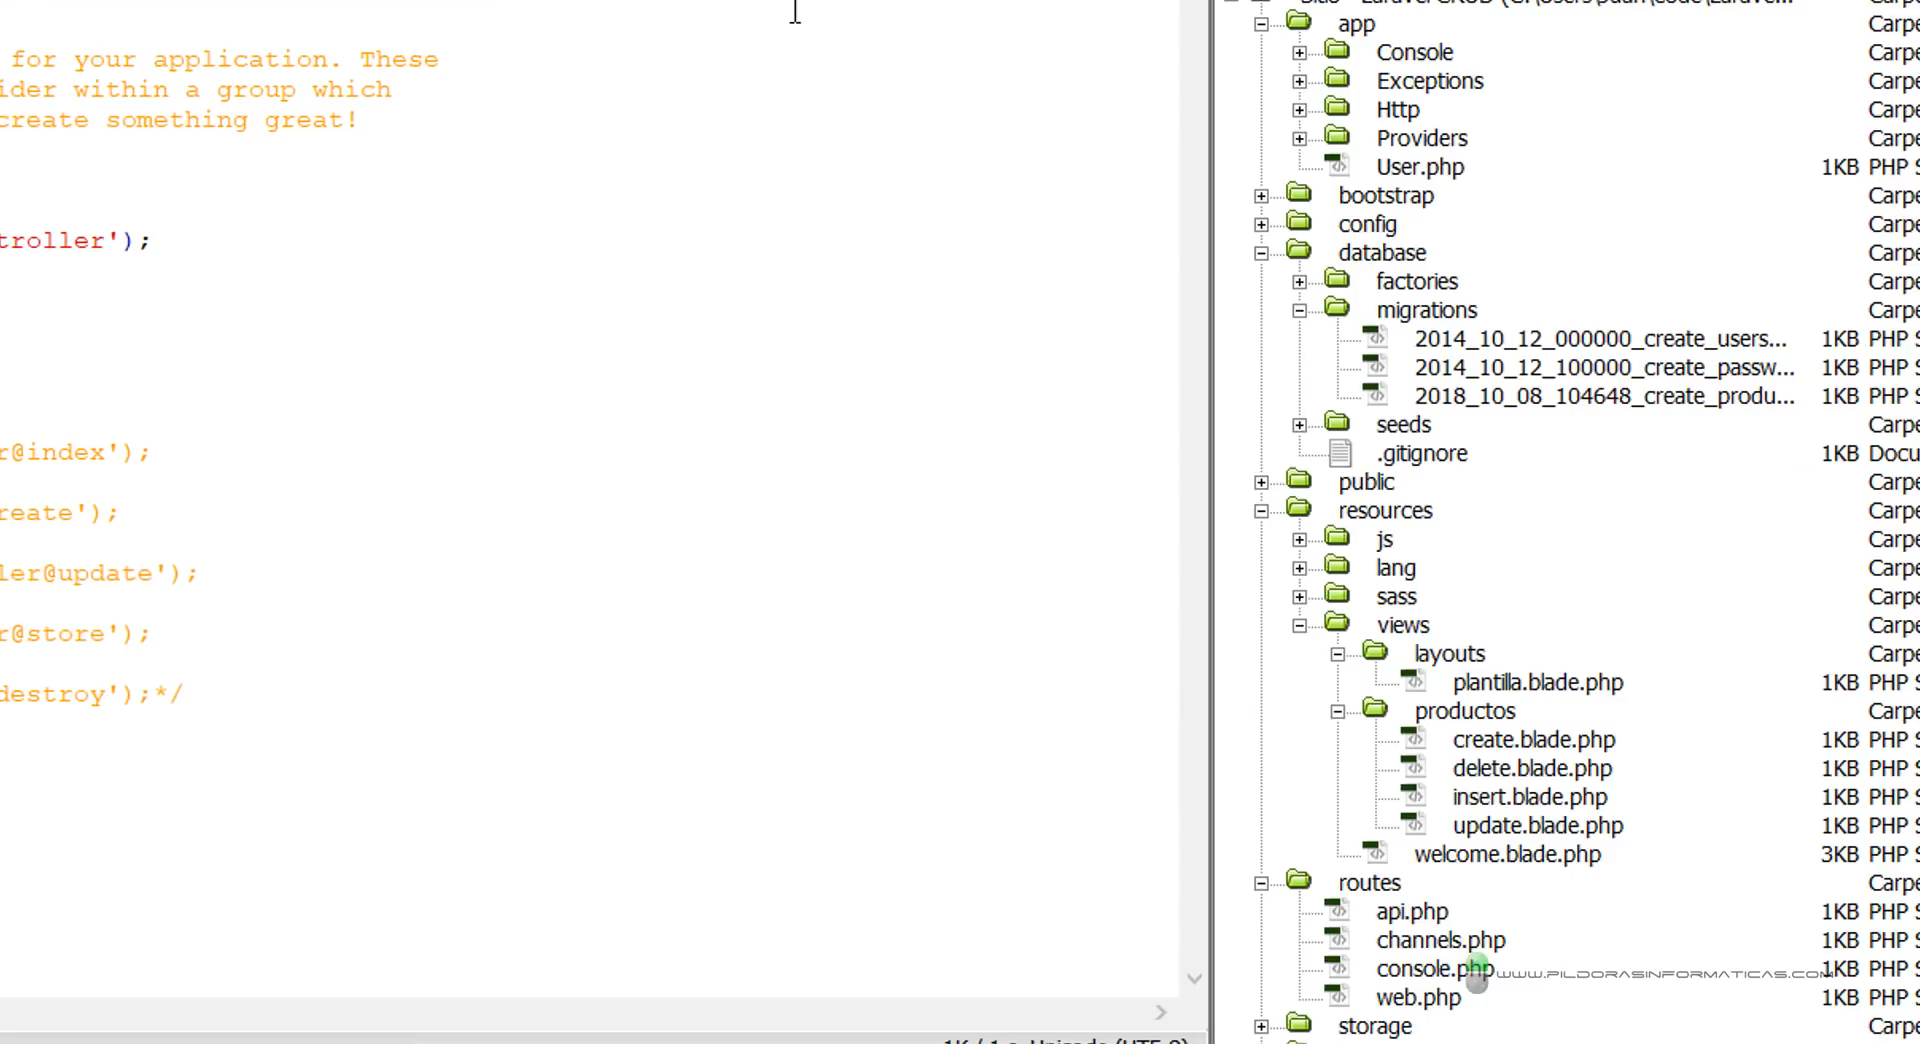 for your application. These
ider within a group which
create something great!
troller');
r@index');
reate');
ler@update');
r@store');
destroy');*/
app Carpe
Console Carpe
Exceptions Carpe
Http Carpe
Providers Carpe
User.php 1KB PHP S
bootstrap Carpe
config Carpe
database Carpe
factories Carpe
migrations Carpe
2014_10_12_000000_create_users... 1KB PHP S
2014_10_12_100000_create_passw... 1KB PHP S
2018_10_08_104648_create_produ... 1KB PHP S
seeds Carpe
.gitignore 1KB Docu
public Carpe
resources Carpe
js Carpe
lang Carpe
sass Carpe
views Carpe
layouts Carpe
plantilla.blade.php 1KB PHP S
productos Carpe
create.blade.php 1KB PHP S
delete.blade.php 1KB PHP S
insert.blade.php 1KB PHP S
update.blade.php 1KB PHP S
welcome.blade.php 3KB PHP S
routes Carpe
api.php 1KB PHP S
channels.php 1KB PHP S
console.php 1KB PHP S
WWW.PILDORASINFORMATICAS.COM
web.php 1KB PHP S
storage Carpe